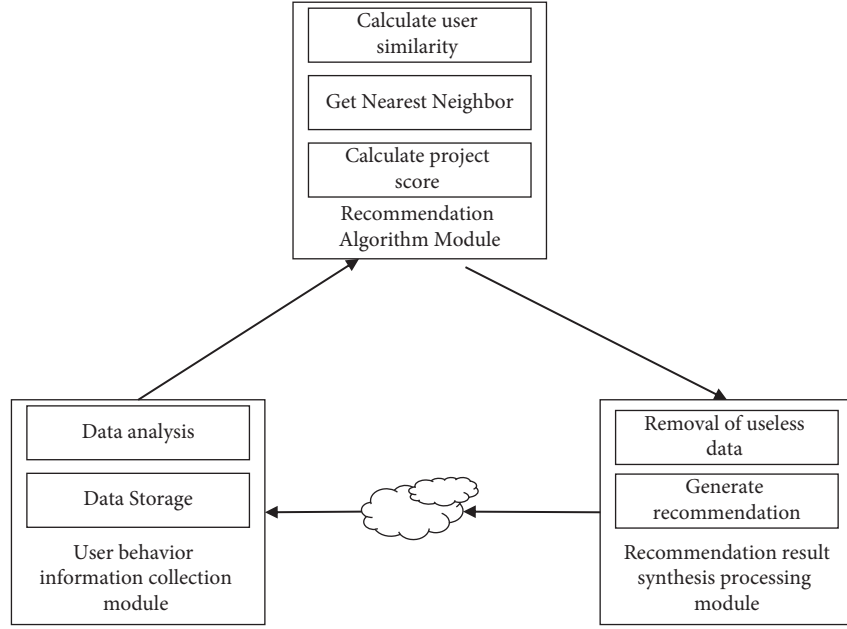 Calculate user
similarity
Get Nearest Neighbor
Calculate project
score
Recommendation
Algorithm Module
Data analysis
Data Storage
User behavior
information collection
module
Removal of useless
data
Generate
recommendation
Recommendation result
synthesis processing
module